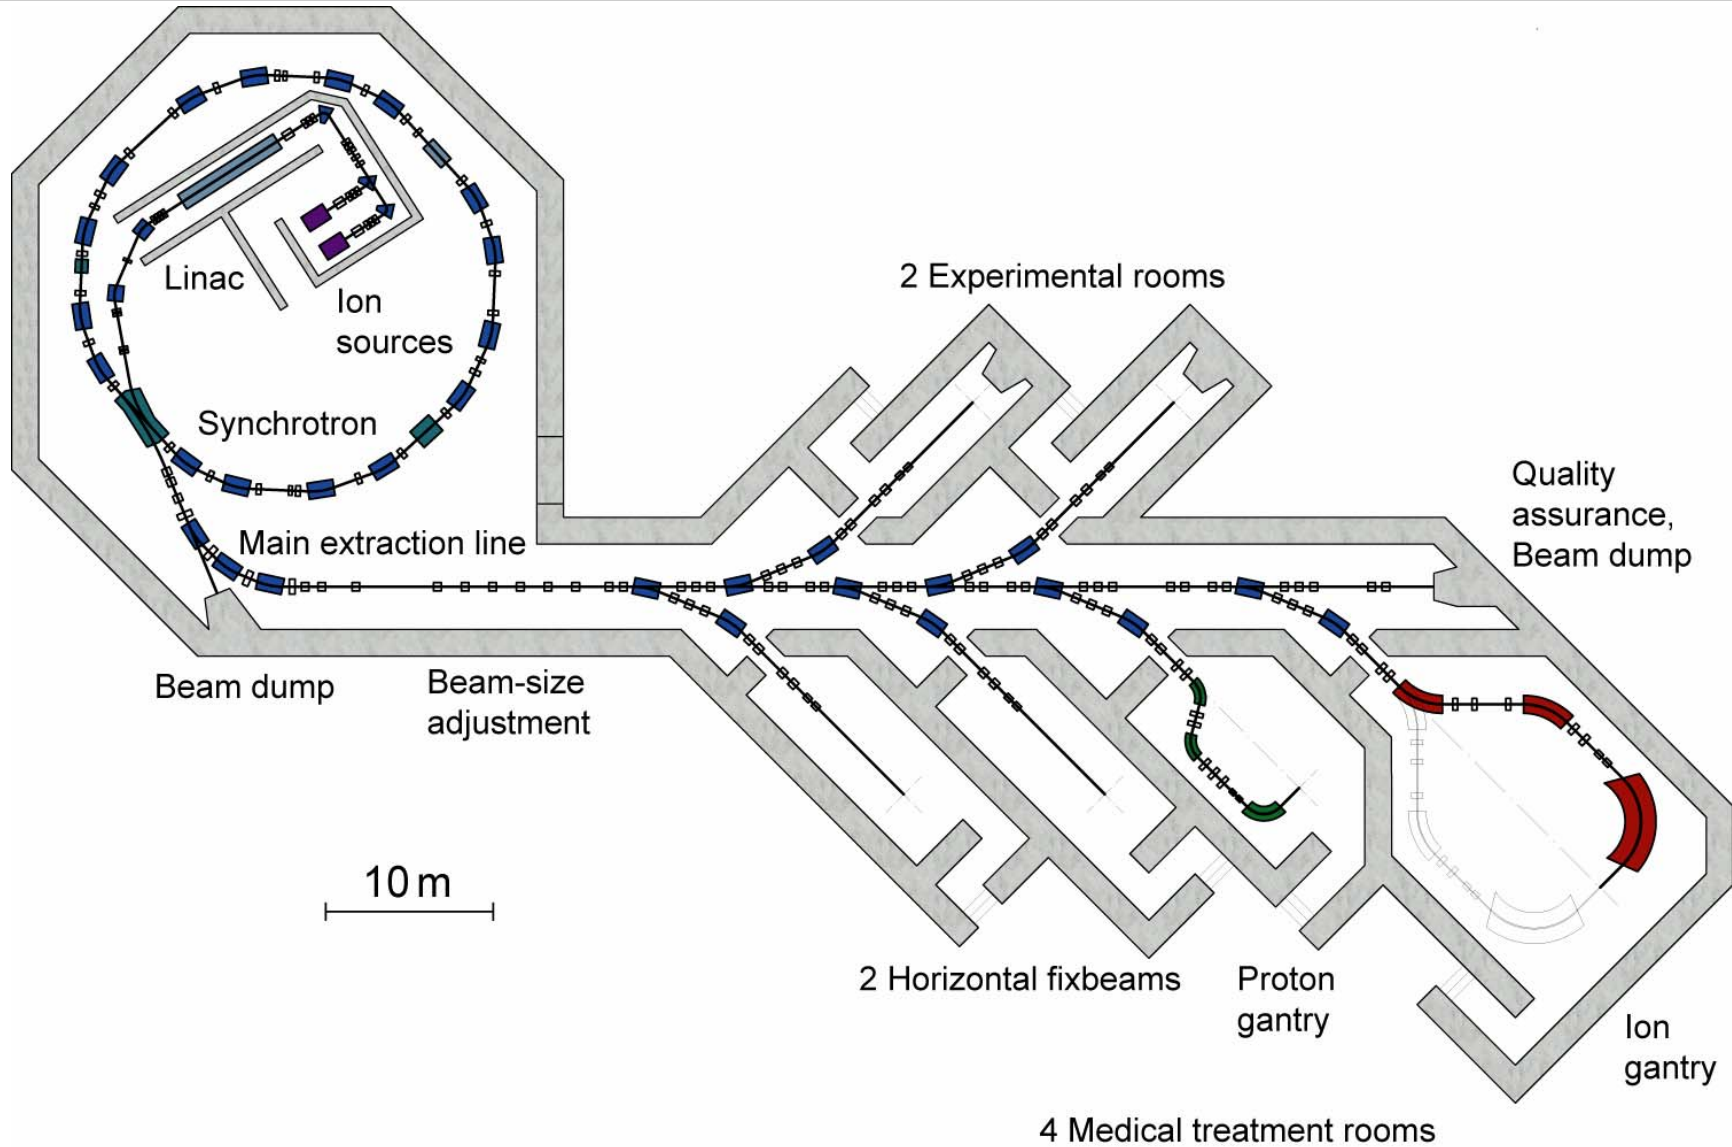 2 Experimental rooms
Linac
Ion
sources
Synchrotron
Quality
assurance,
Beam dump
Main extraction line
Beam dump
Beam-size
adjustment
10 m
2 Horizontal fixbeams
Proton
gantry
Ion
gantry
4 Medical treatment rooms